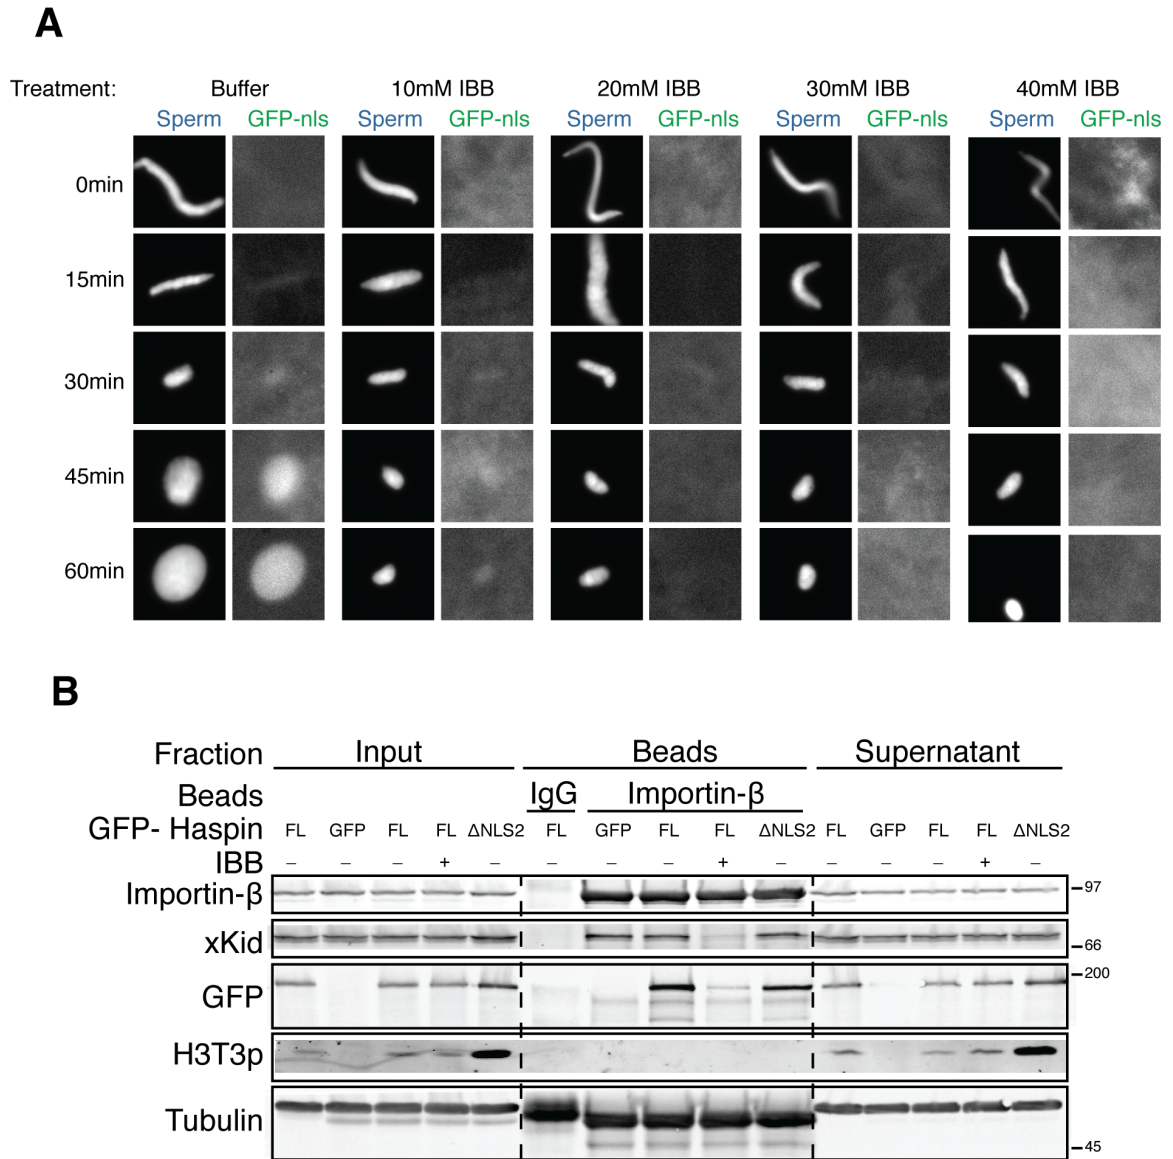 A
Treatment: Buffer 10mM IBB 20mM IBB 30mM IBB 40mM IBB
Sperm GFP-nls Sperm GFP-nls Sperm GFP-nls Sperm GFP-nls Sperm GFP-nls
0min
15min
30min
45min
60min
B
Fraction Input Beads Supernatant
Beads IgG Importin-β
GFP- Haspin FL GFP FL FL ΔNLS2 FL GFP FL FL ΔNLS2 FL GFP FL FL ΔNLS2
IBB – – – + – – – – + – – – – + –
Importin-β –97
xKid –66
GFP –200
H3T3p
Tubulin –45